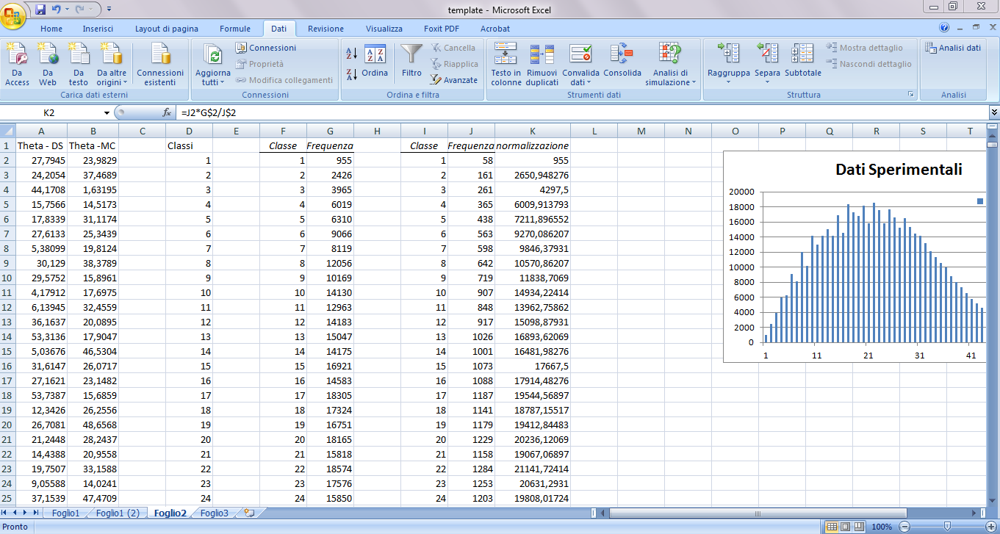 template - Microsoft Excel
Home Inserisci Layout di pagina Formule Dati Revisione Visualizza Foxit PDF Acrobat
Da Access Da Web Da testo Da altre origini Connessioni esistenti Aggiorna tutti Connessioni Proprietà Modifica collegamenti Ordina Filtro Cancella Riapplica Avanzate Testo in colonne Rimuovi duplicati Convalida dati Consolida Analisi di simulazione Raggruppa Separa Subtotale Mostra dettaglio Nascondi dettaglio Analisi dati
Carica dati esterni Connessioni Ordina e filtra Strumenti dati Struttura Analisi
K2 fx =J2*G$2/J$2
A B C D E F G H I J K L M N O P Q R S T
1 Theta - DS Theta -MC Classi Classe Frequenza Classe Frequenza normalizzazione
2 27,7945 23,9829 1 1 955 1 58 955
3 24,2054 37,4689 2 2 2426 2 161 2650,948276
4 44,1708 1,63195 3 3 3965 3 261 4297,5
5 15,7566 14,5173 4 4 6019 4 365 6009,913793
6 17,8339 31,1174 5 5 6310 5 438 7211,896552
7 27,6133 25,3439 6 6 9066 6 563 9270,086207
8 5,38099 19,8124 7 7 8119 7 598 9846,37931
9 30,129 38,3789 8 8 12056 8 642 10570,86207
10 29,5752 15,8961 9 9 10169 9 719 11838,7069
11 4,17912 17,6975 10 10 14130 10 907 14934,22414
12 6,13945 32,4559 11 11 12963 11 848 13962,75862
13 36,1637 20,0895 12 12 14183 12 917 15098,87931
14 53,3136 17,9047 13 13 15047 13 1026 16893,62069
15 5,03676 46,5304 14 14 14175 14 1001 16481,98276
16 31,6147 26,0717 15 15 16921 15 1073 17667,5
17 27,1621 23,1482 16 16 14583 16 1088 17914,48276
18 53,7387 15,6859 17 17 18305 17 1187 19544,56897
19 12,3426 26,2556 18 18 17324 18 1141 18787,15517
20 26,7081 48,6568 19 19 16751 19 1179 19412,84483
21 21,2448 28,2437 20 20 18165 20 1229 20236,12069
22 14,4388 20,9558 21 21 15818 21 1158 19067,06897
23 19,7507 33,1588 22 22 18574 22 1284 21141,72414
24 9,05588 14,0241 23 23 17576 23 1253 20631,2931
25 37,1539 47,4709 24 24 15850 24 1203 19808,01724
Dati Sperimentali
20000
18000
16000
14000
12000
10000
8000
6000
4000
2000
0
1 11 21 31 41
Foglio1 Foglio1 (2) Foglio2 Foglio3
Pronto 100%